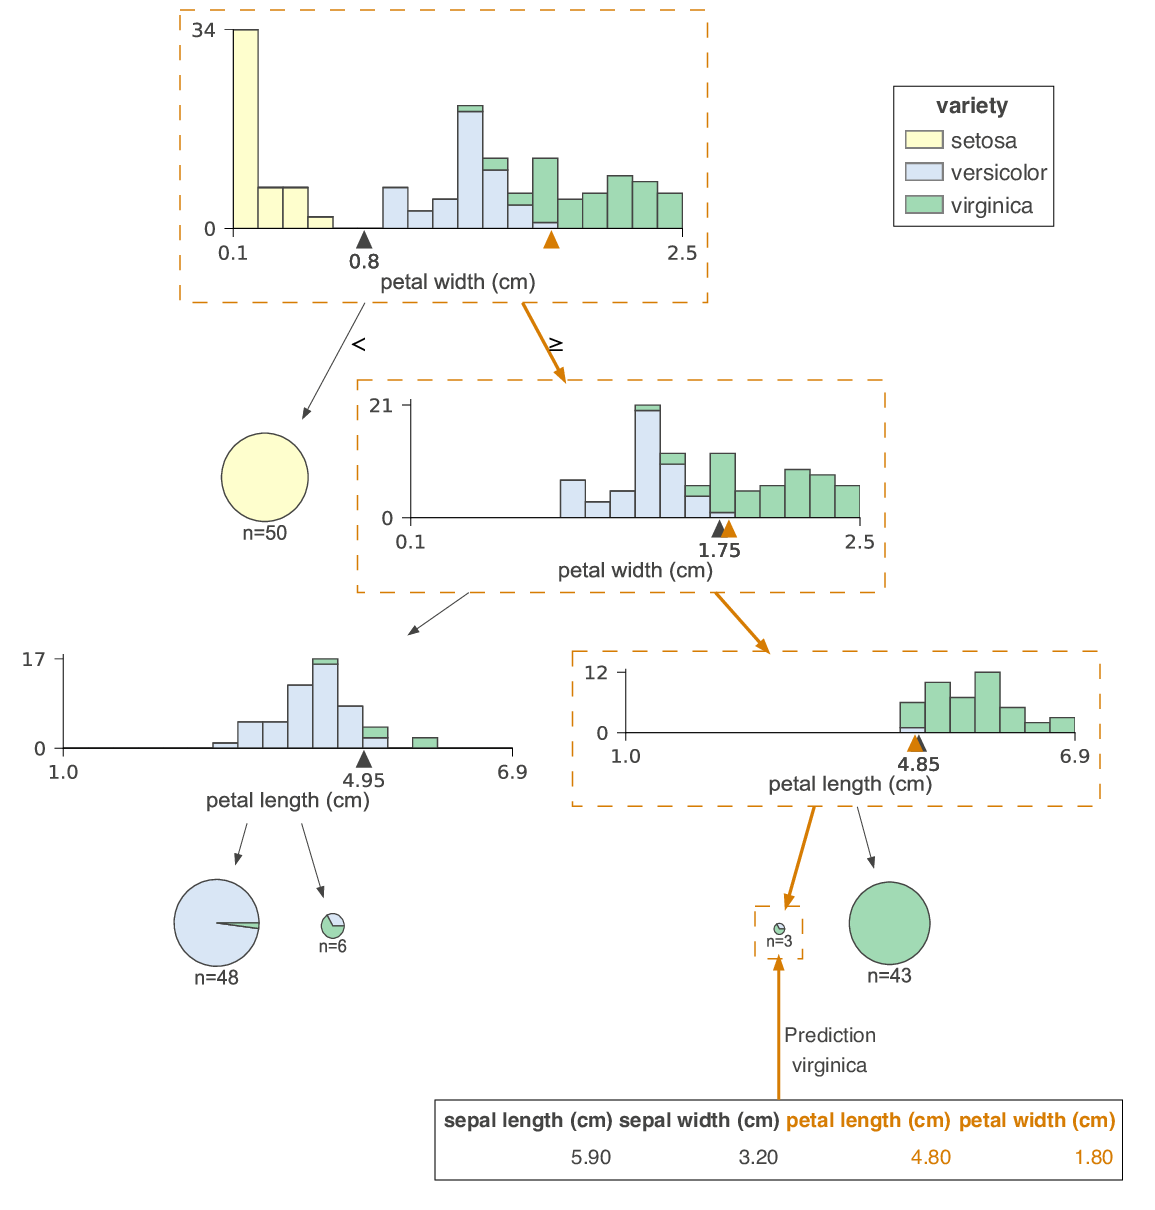 34
0
0.1
0.8
2.5
petal width (cm)
variety
setosa
versicolor
virginica
<
≥
n=50
21
0
0.1
1.75
2.5
petal width (cm)
17
0
1.0
4.95
6.9
petal length (cm)
12
0
1.0
4.85
6.9
petal length (cm)
n=48
n=6
n=3
n=43
Prediction
virginica
sepal length (cm) sepal width (cm) petal length (cm) petal width (cm)
5.90 3.20 4.80 1.80